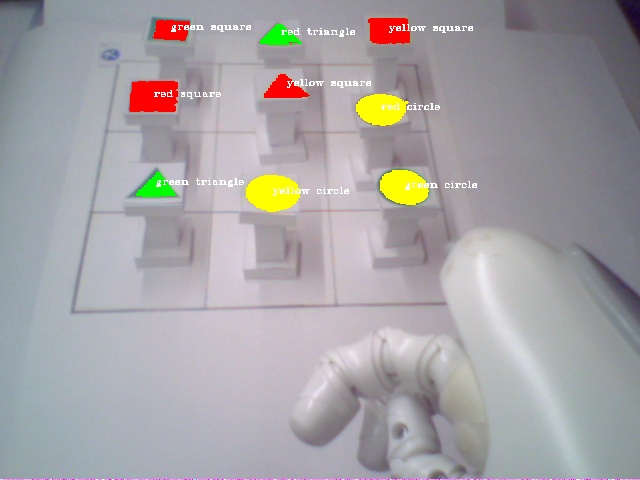 green square
red triangle
yellow square
red square
yellow square
red circle
green triangle
yellow circle
green circle